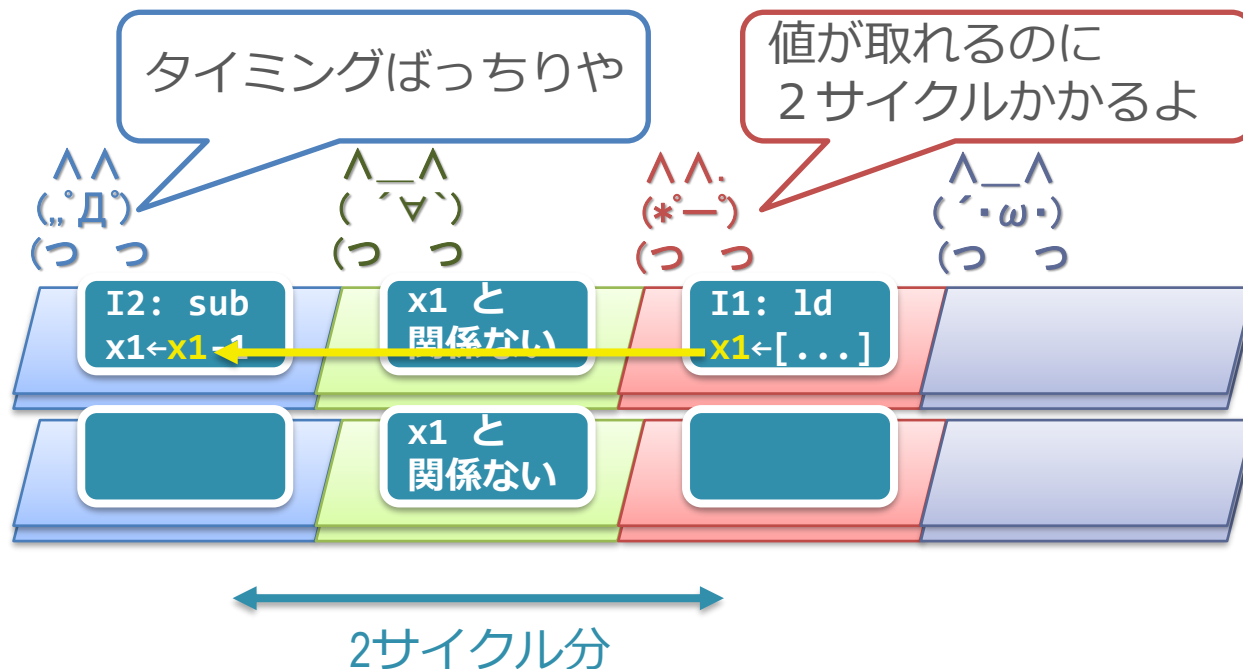 タイミングばっちりや
値が取れるのに
２サイクルかかるよ
∧∧
(,,ﾟДﾟ)
(つ　つ
∧＿∧
( ´∀`)
(つ　つ
∧∧.
(*ﾟーﾟ)
(つ　つ
∧＿∧
( ´・ω・)
(つ　つ
I2: sub
x1←x1-1
x1 と
関係ない
I1: ld
x1←[...]
x1 と
関係ない
2サイクル分